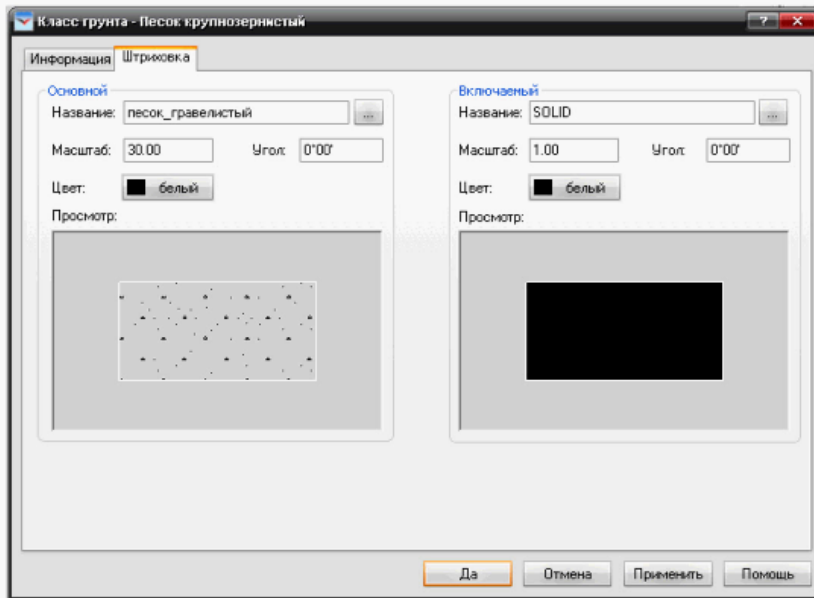 Класс грунта - Песок крупнозернистый
Информация Штриховка
Основной
Название: песок_гравелистый ...
Масштаб: 30.00 Угол: 0°00'
Цвет: белый
Просмотр:
Включаемый
Название: SOLID ...
Масштаб: 1.00 Угол: 0°00'
Цвет: белый
Просмотр:
Да Отмена Применить Помощь